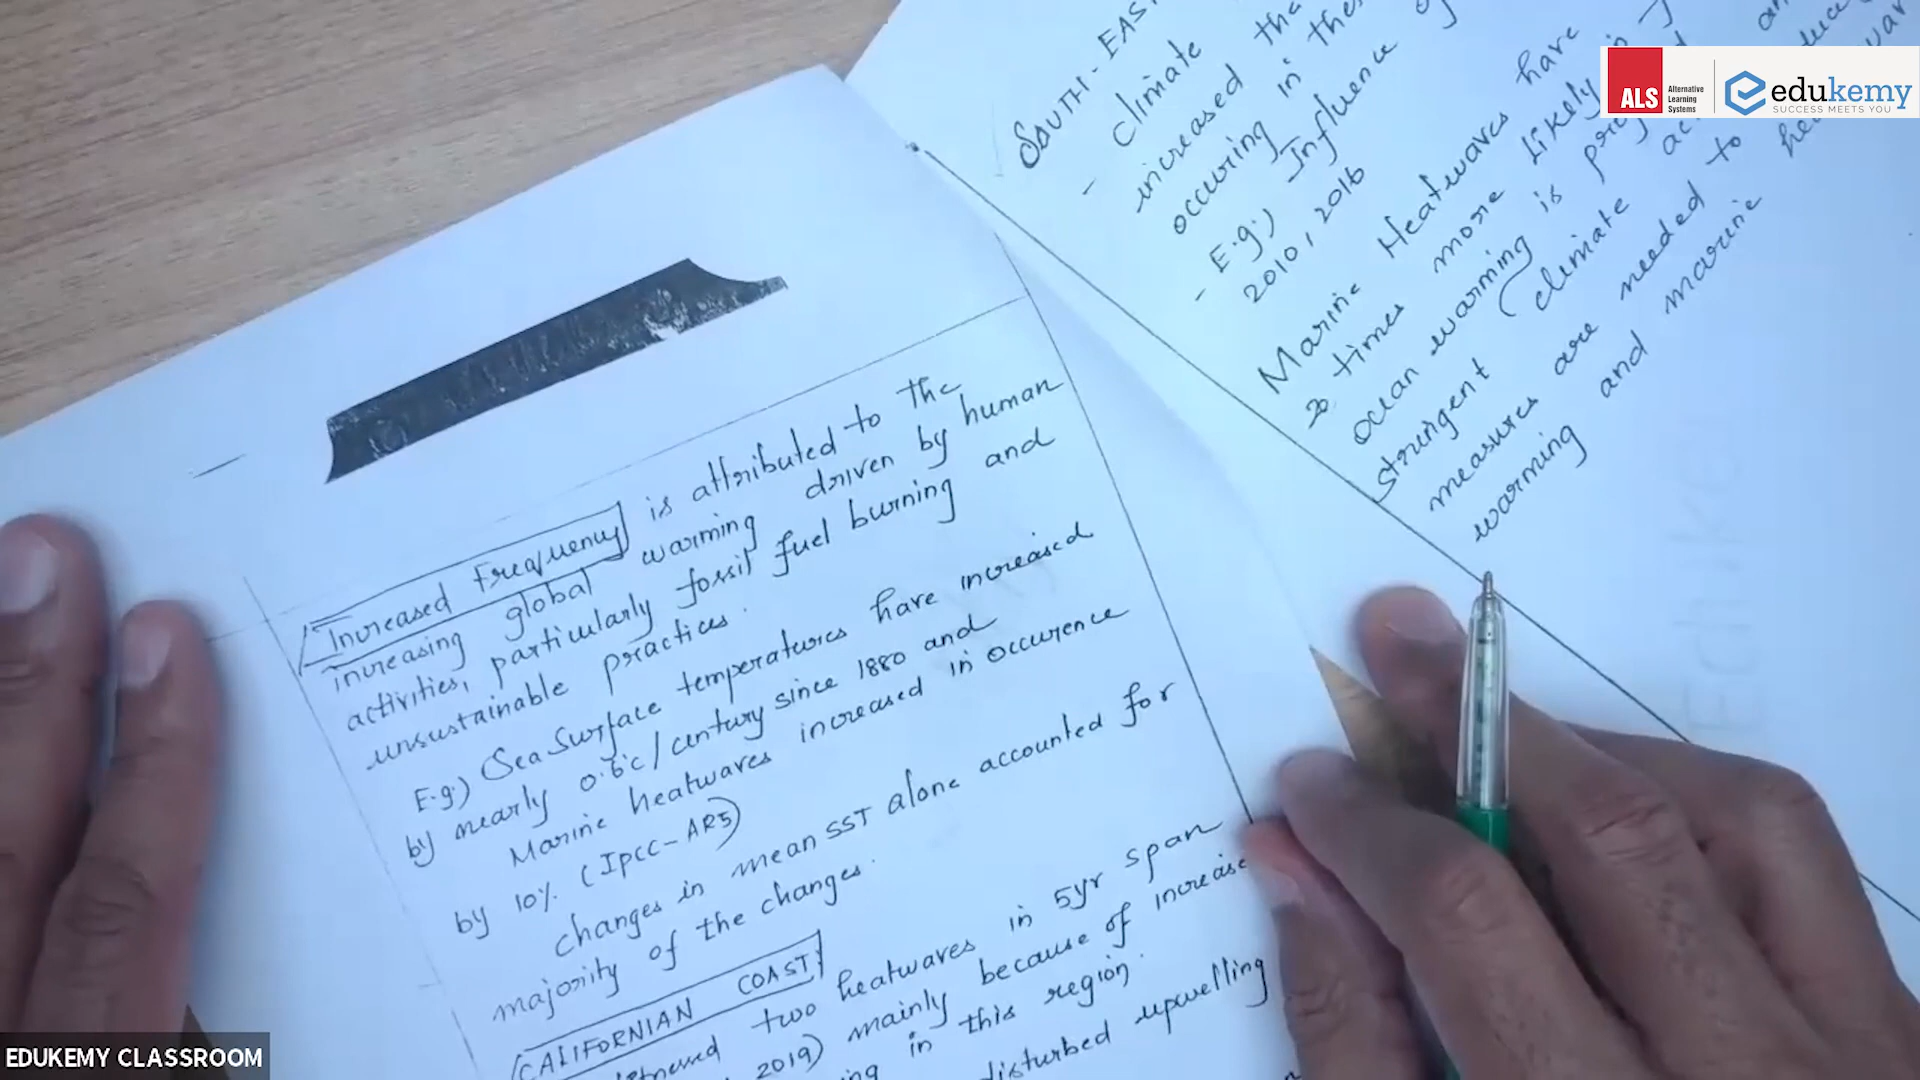 Increased Frequency is attributed to the
increasing global warming driven by human
activities, particularly fossil fuel burning and
unsustainable practices.
E.g:) Sea Surface temperatures have increased
by nearly 0.6°C/century since 1880 and
Marine heatwaves increased in occurence
by 10%. (IPCC-AR5)
Changes in mean SST alone accounted for
majority of the changes.
CALIFORNIAN COAST
two heatwaves in 5yr span
2019) mainly because of increase
in this region.
disturbed upwelling
SOUTH-EAST
- Climate
increased the
occuring in
- E.g:) Influence
- 2010, 2016
Marine Heatwaves have
20 times more likely
ocean warming is
stringent climate
measures are needed to
warming and marine
ALS
Alternative
Learning
Systems
edukemy
SUCCESS MEETS YOU
EDUKEMY CLASSROOM